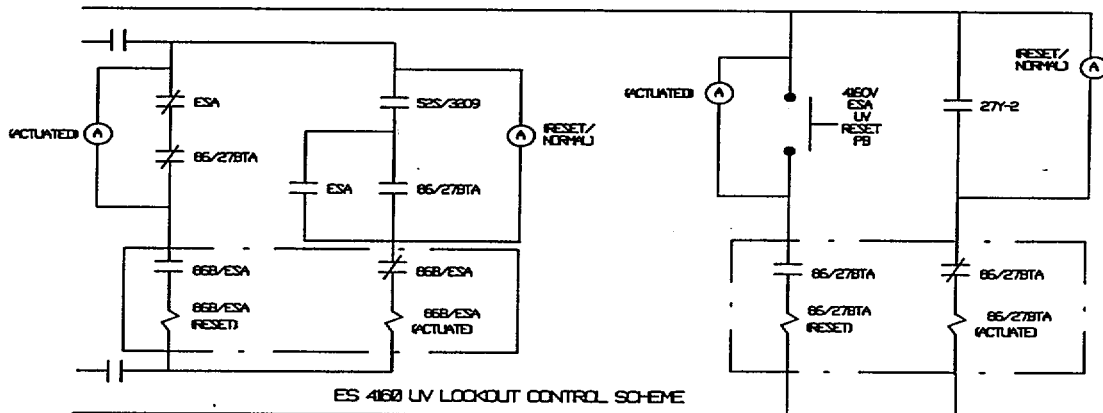 (ACTUATED)
A
ESA
86/27BTA
86B/ESA
86B/ESA
(RESET)
52S/3209
ESA
86/27BTA
A
(RESET/
NORMAL)
86B/ESA
86B/ESA
(ACTUATE)
(ACTUATED)
A
4160V
ESA
UV
RESET
PB
27Y-2
(RESET/
NORMAL)
A
86/27BTA
86/27BTA
(RESET)
86/27BTA
86/27BTA
(ACTUATE)
ES 4160 UV LOCKOUT CONTROL SCHEME